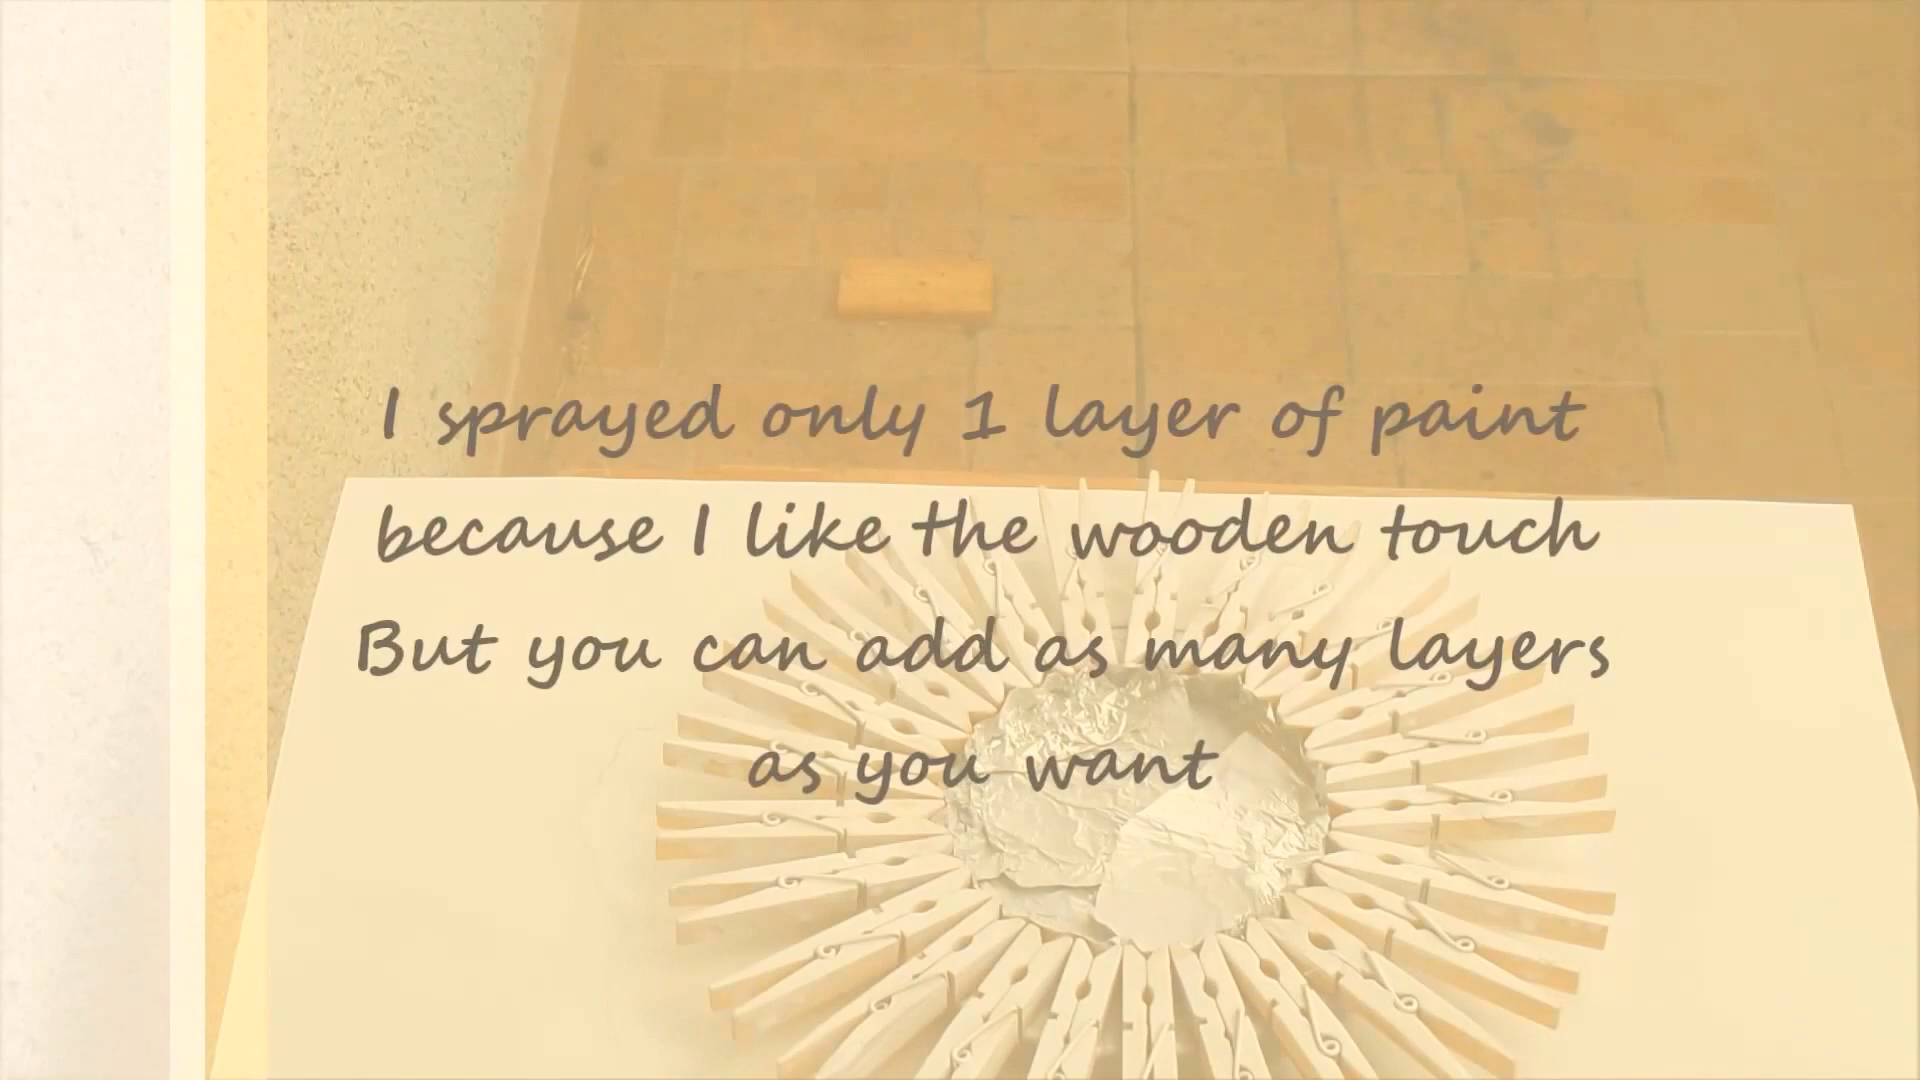 I sprayed only 1 layer of paint
because I like the wooden touch
But you can add as many layers
as you want